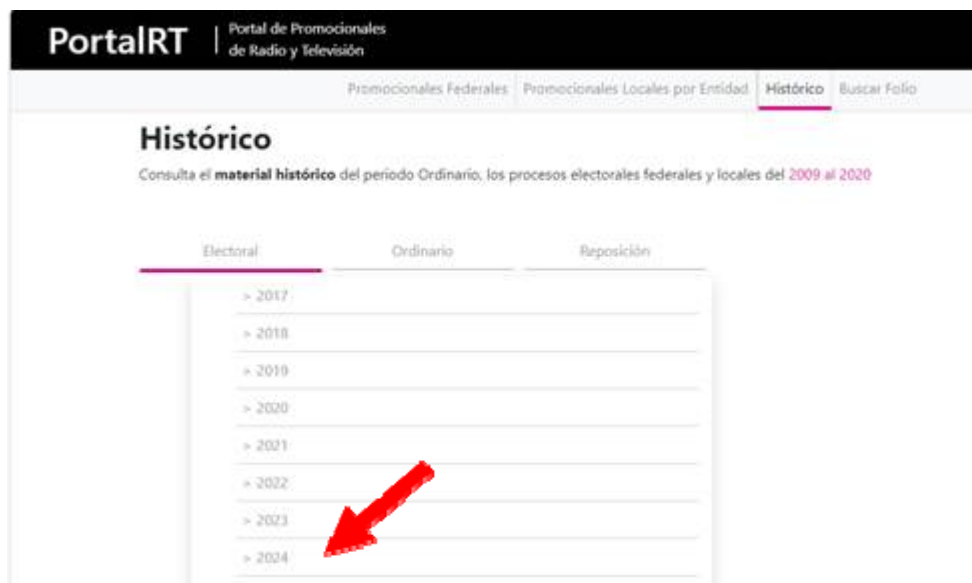 PortalRT
Portal de Promocionales
de Radio y Televisión
Promocionales Federales
Promocionales Locales por Entidad
Histórico
Buscar Folio
Histórico
Consulta el material histórico del periodo Ordinario, los procesos electorales federales y locales del 2009 al 2020
Electoral
Ordinario
Reposición
> 2017
> 2018
> 2019
> 2020
> 2021
> 2022
> 2023
> 2024